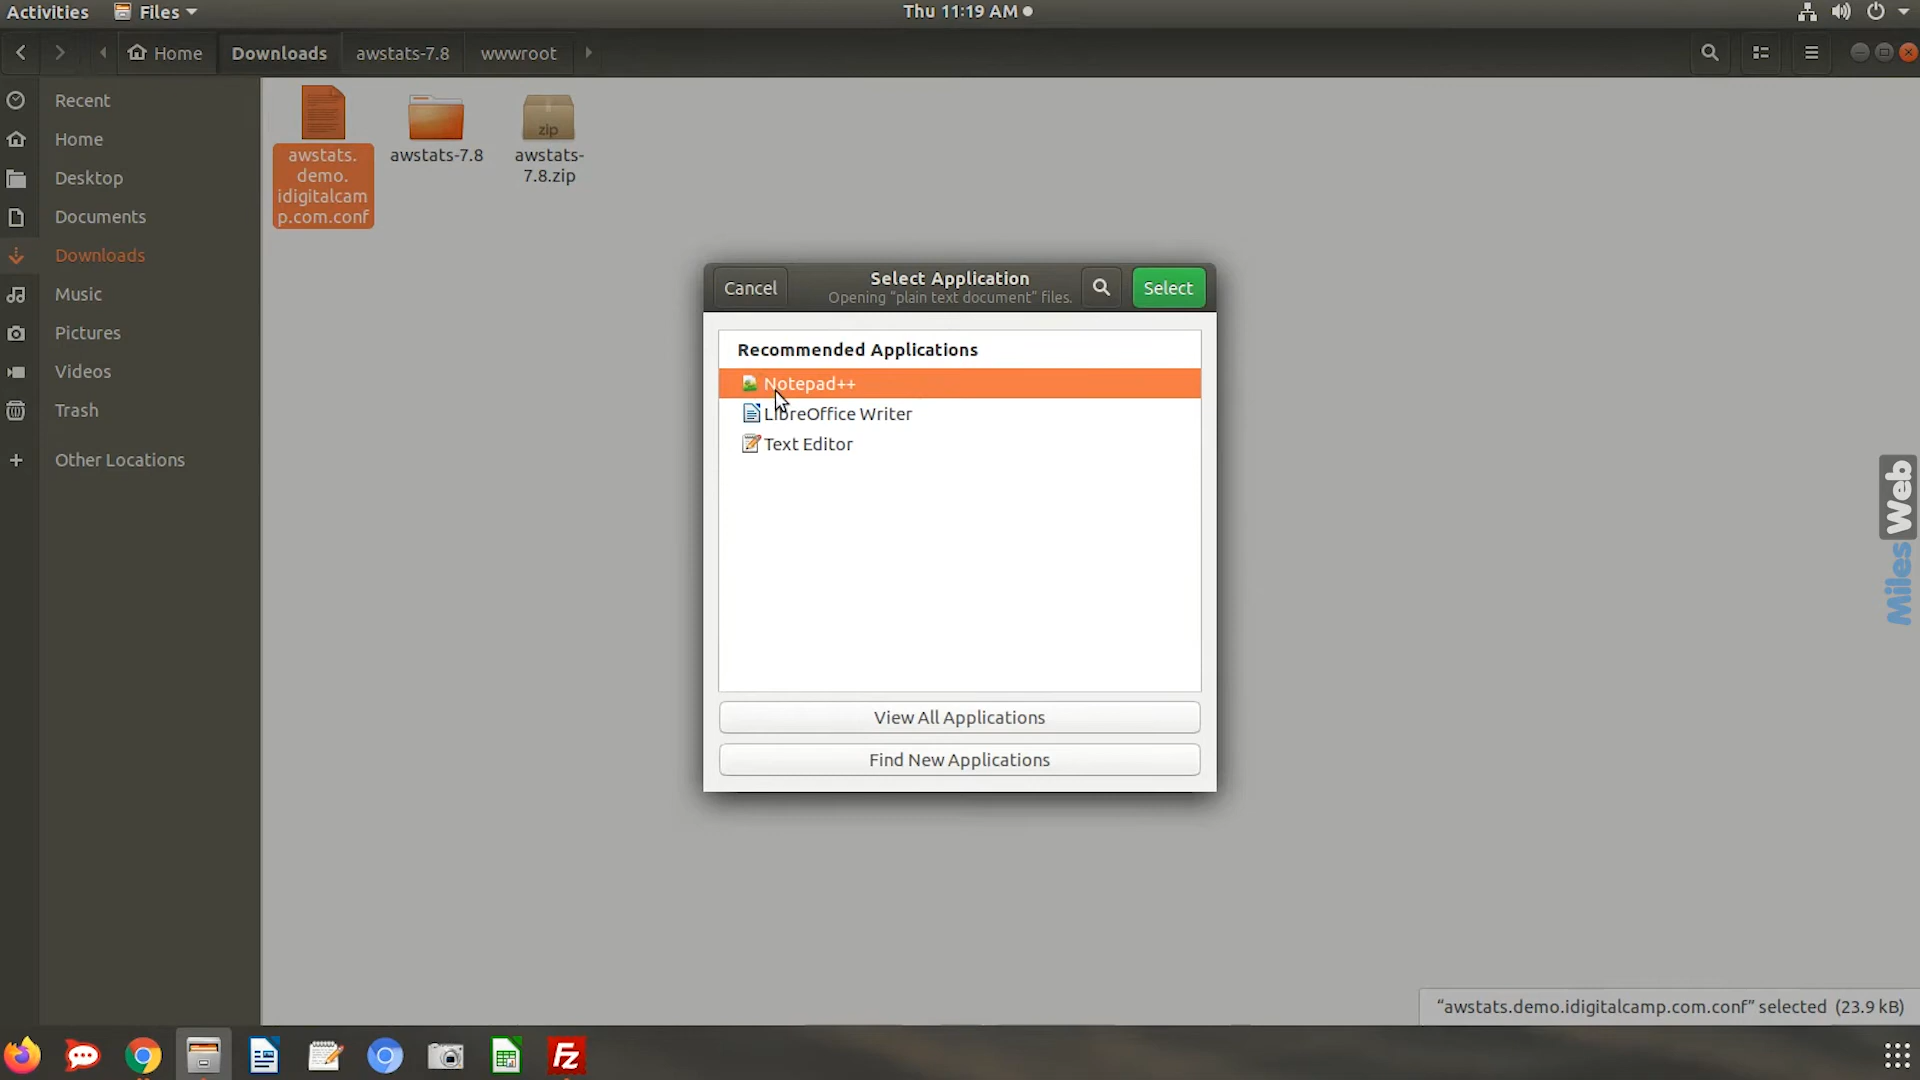 Activities
Files
Thu 11:19 AM
Home
Downloads
awstats-7.8
wwwroot
Recent
Home
Desktop
Documents
Downloads
Music
Pictures
Videos
Trash
Other Locations
awstats.
demo.
idigitalcam
p.com.conf
awstats-7.8
zip
awstats-
7.8.zip
Cancel
Select Application
Opening “plain text document” files.
Select
Recommended Applications
Notepad++
LibreOffice Writer
Text Editor
View All Applications
Find New Applications
MilesWeb
“awstats.demo.idigitalcamp.com.conf” selected (23.9 kB)
FZ